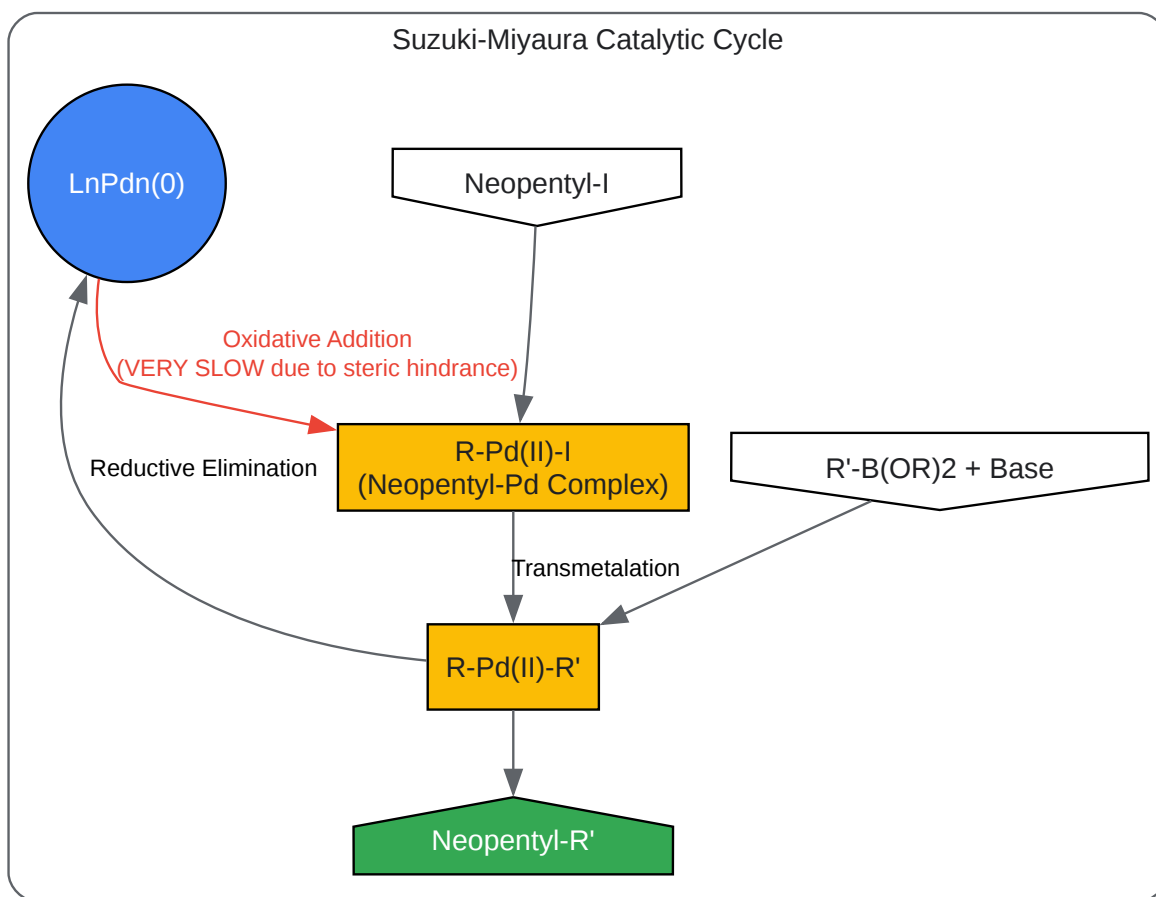 Suzuki-Miyaura Catalytic Cycle
LnPdn(0)
Neopentyl-I
Oxidative Addition
(VERY SLOW due to steric hindrance)
Reductive Elimination
R-Pd(II)-I
(Neopentyl-Pd Complex)
R'-B(OR)2 + Base
Transmetalation
R-Pd(II)-R'
Neopentyl-R'